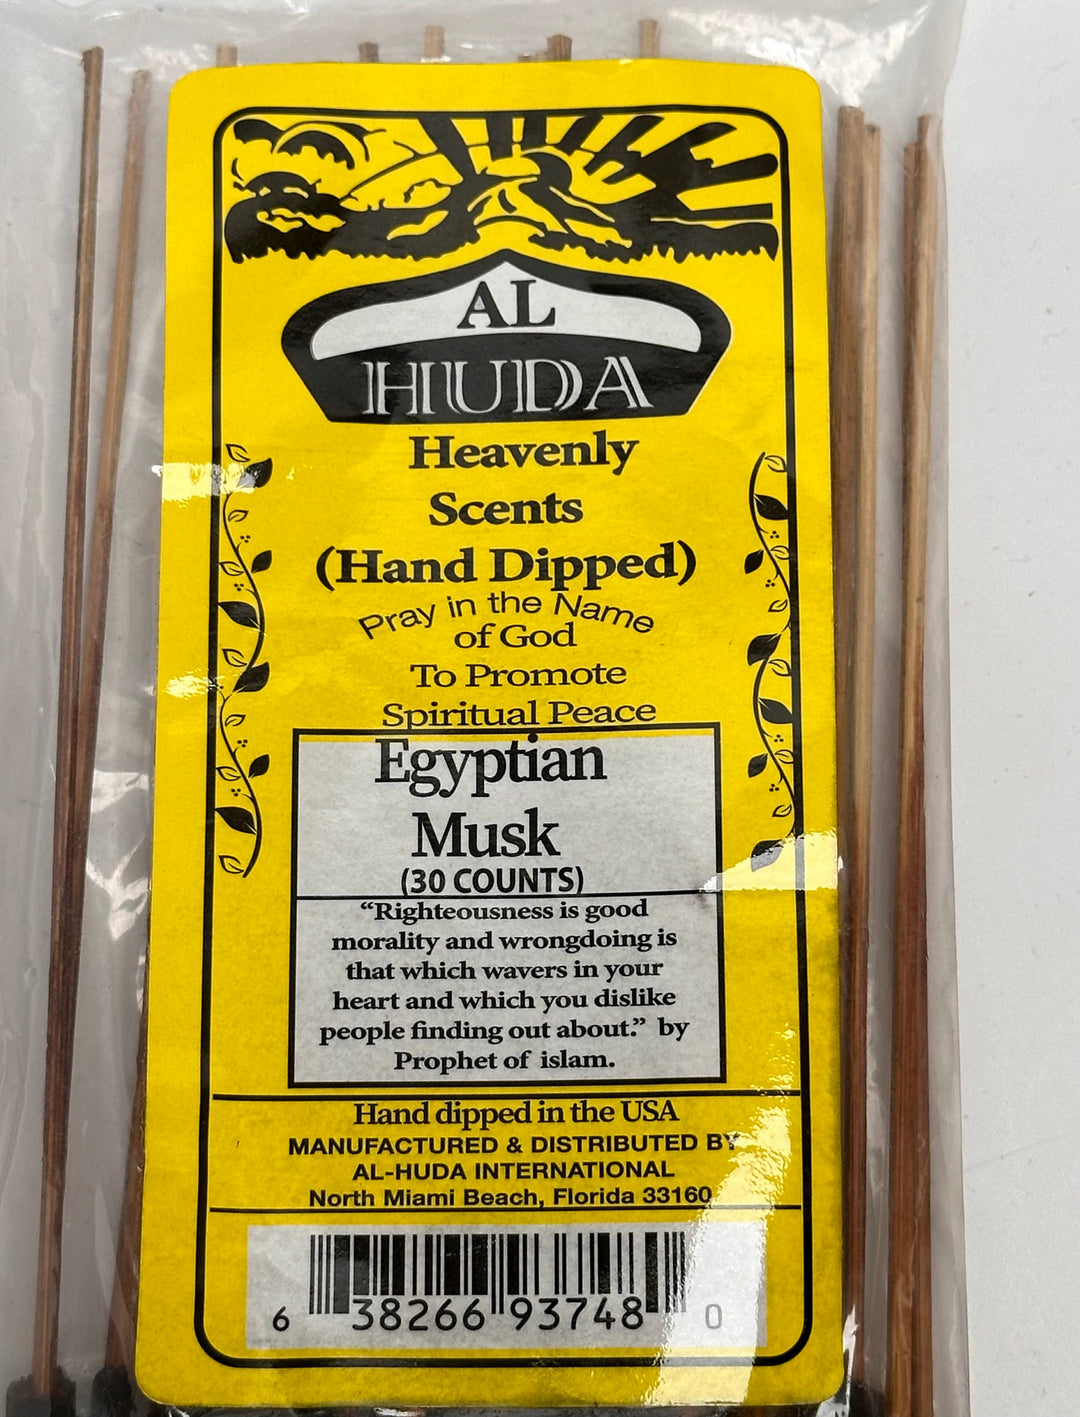 AL
HUDA
Heavenly
Scents
(Hand Dipped)
Pray in the Name
of God
To Promote
Spiritual Peace
Egyptian
Musk
(30 COUNTS)
“Righteousness is good
morality and wrongdoing is
that which wavers in your
heart and which you dislike
people finding out about.” by
Prophet of islam.
Hand dipped in the USA
MANUFACTURED & DISTRIBUTED BY
AL-HUDA INTERNATIONAL
North Miami Beach, Florida 33160
6 38266 93748 0